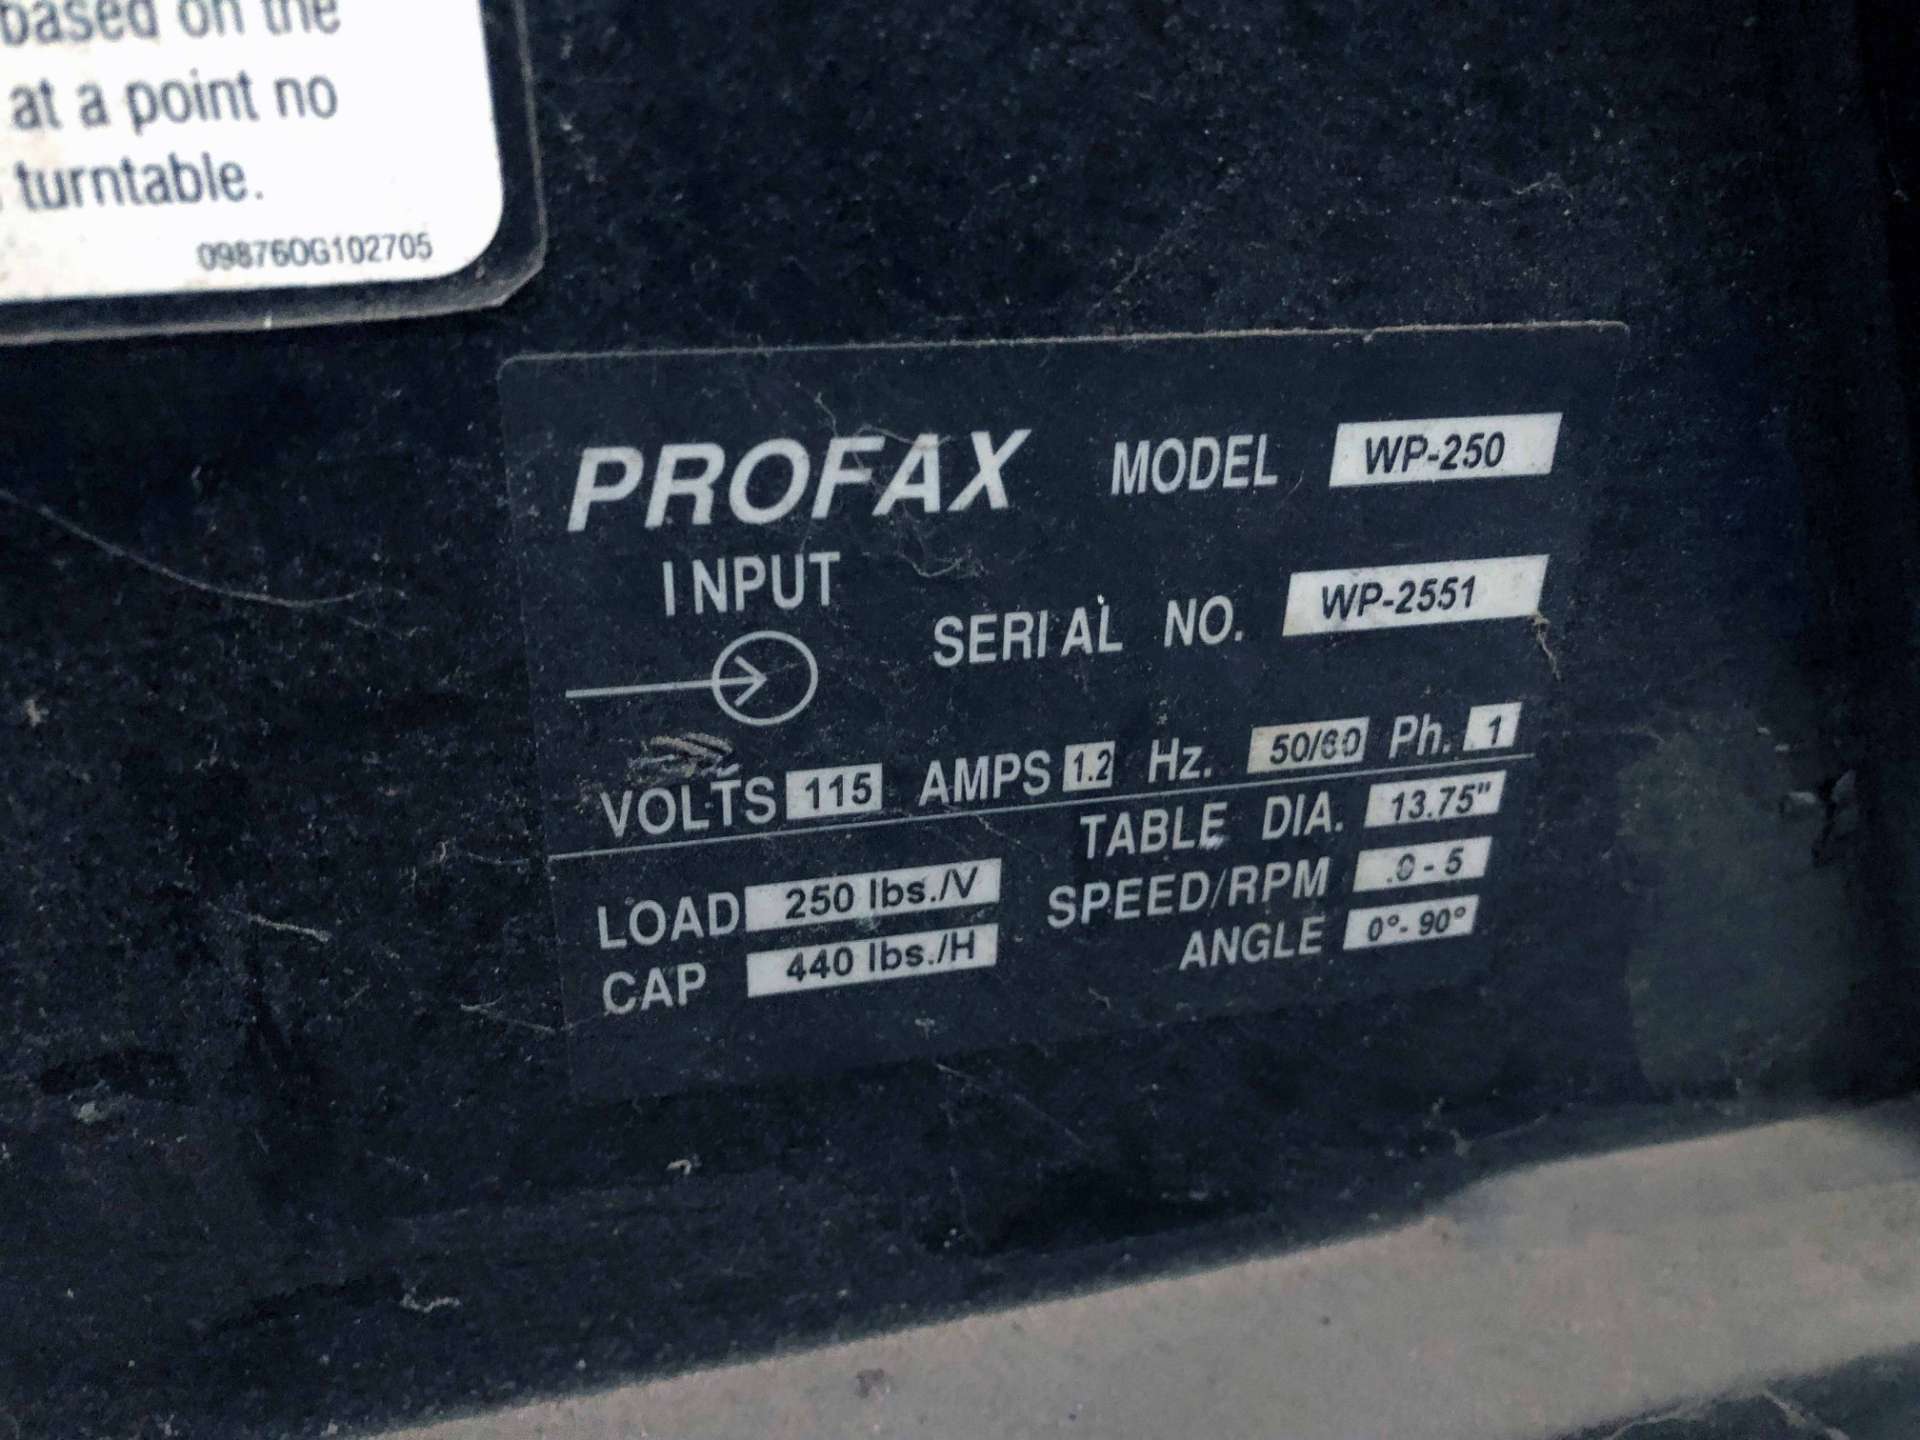 based on the
at a point no
turntable.
098760G102705
PROFAX MODEL WP-250
INPUT
SERIAL NO. WP-2551
VOLTS 115 AMPS 1.2 Hz. 50/60 Ph. 1
TABLE DIA. 13.75"
LOAD 250 lbs./V SPEED/RPM .0 - 5
CAP 440 lbs./H ANGLE 0°- 90°